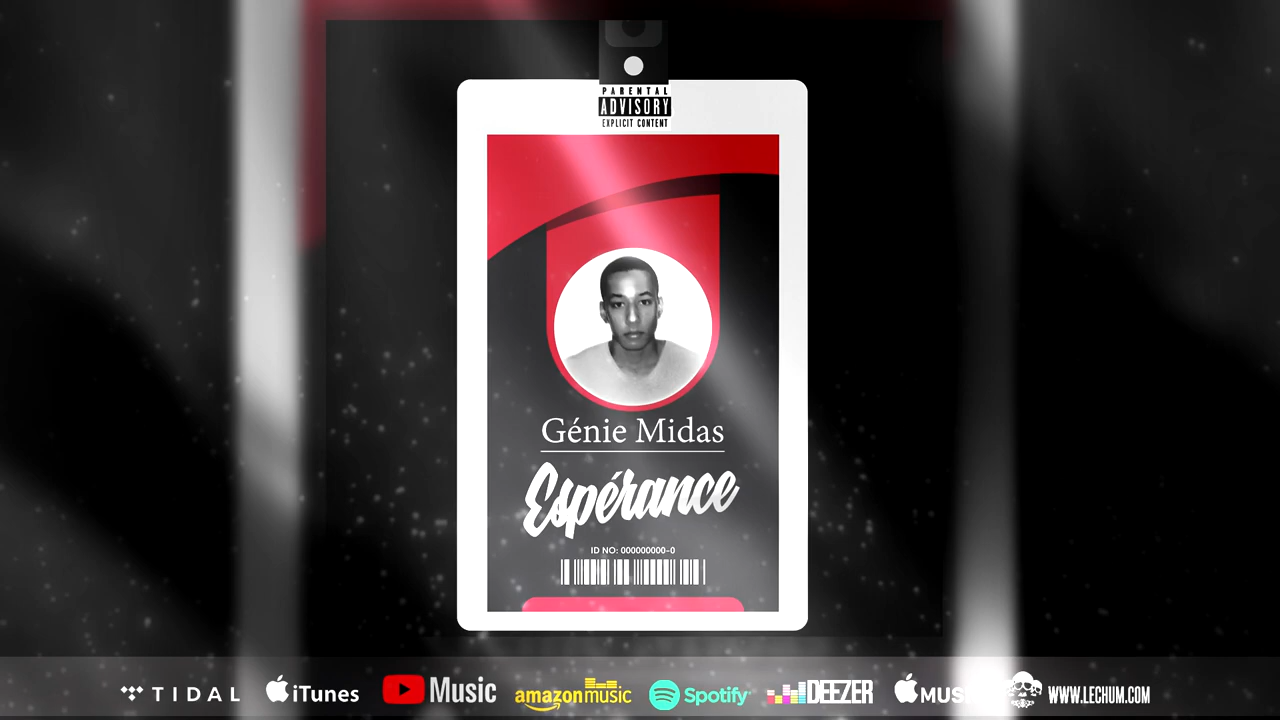 PARENTAL
ADVISORY
EXPLICIT CONTENT
Génie Midas
Espérance
ID NO: 000000000-0
TIDAL iTunes Music amazonmusic Spotify DEEZER WWW.LECHUM.COM